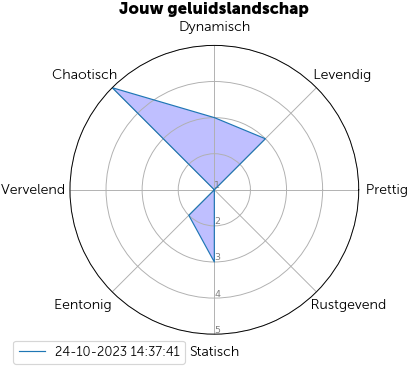 Jouw geluidslandschap
Dynamisch
Chaotisch
Levendig
Vervelend
1
Prettig
2
3
4
Eentonig
Rustgevend
5
24-10-2023 14:37:41
Statisch